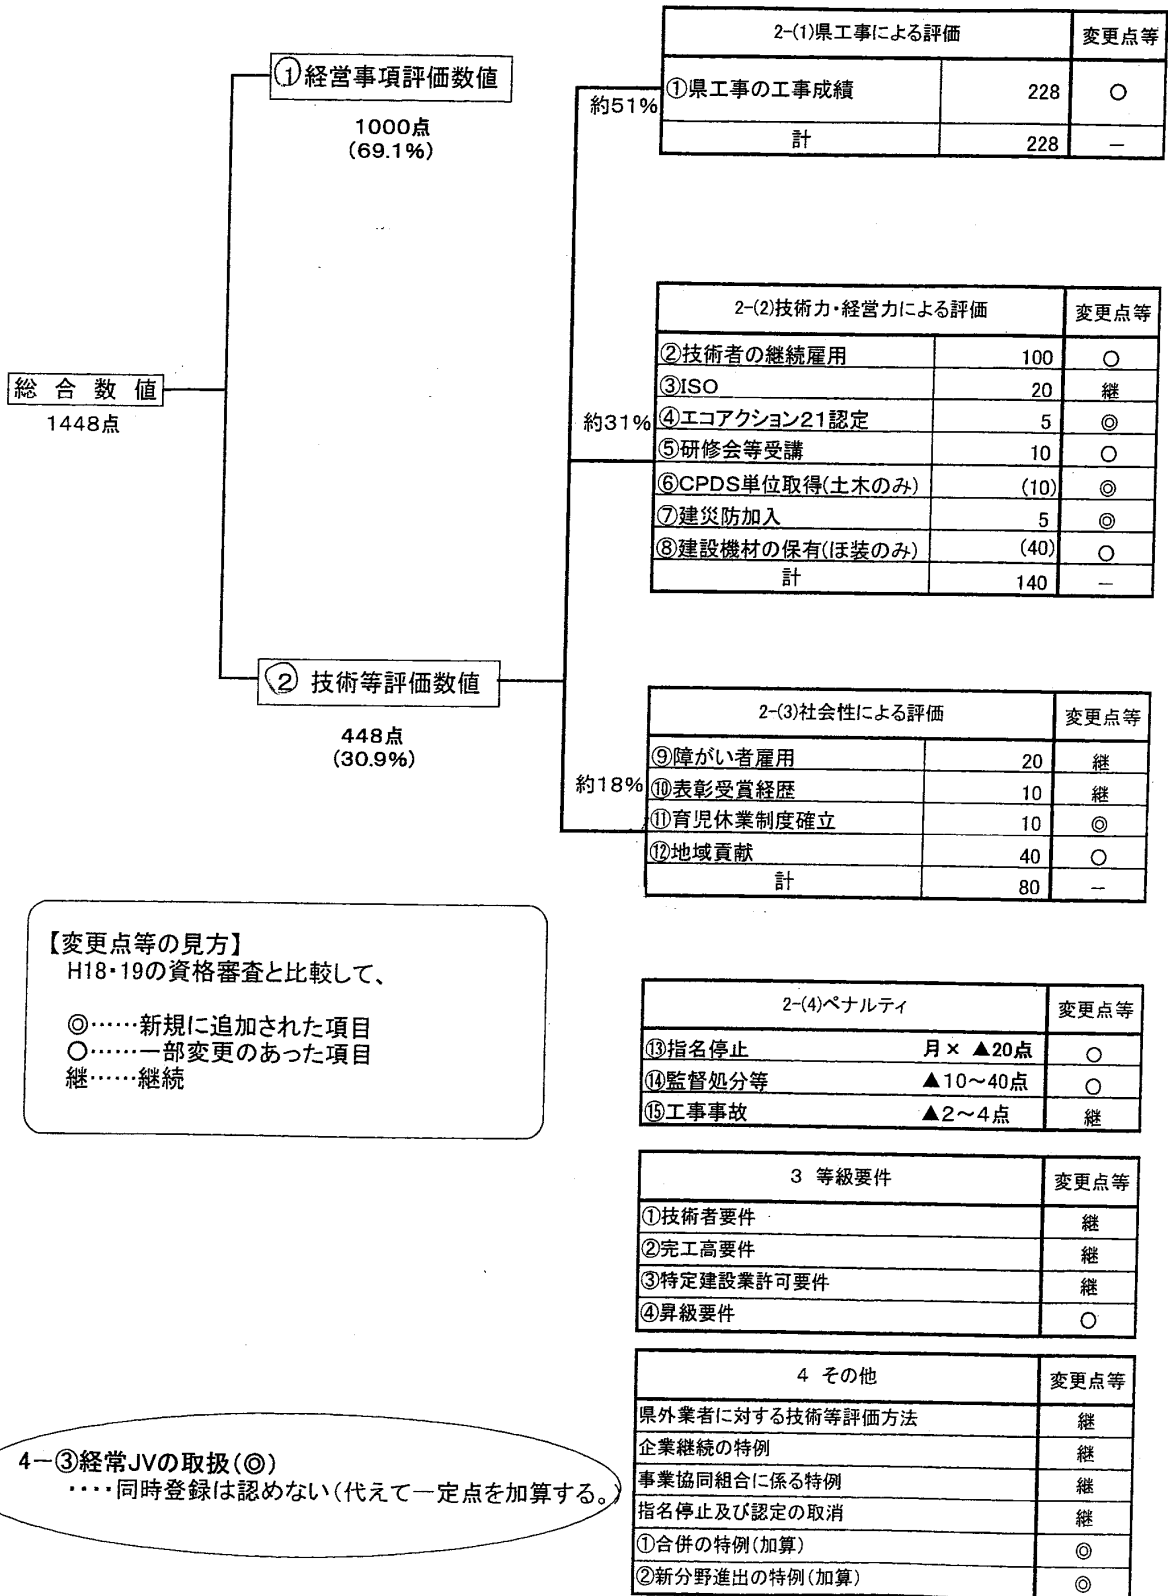 総合数値
1448点
①経営事項評価数値
1000点
(69.1%)
② 技術等評価数値
448点
(30.9%)
約51%
2-(1)県工事による評価 変更点等
①県工事の工事成績 228 ○
計 228 －
約31%
2-(2)技術力・経営力による評価 変更点等
②技術者の継続雇用 100 ○
③ISO 20 継
④エコアクション21認定 5 ◎
⑤研修会等受講 10 ○
⑥CPDS単位取得(土木のみ) (10) ◎
⑦建災防加入 5 ◎
⑧建設機材の保有(ほ装のみ) (40) ○
計 140 －
約18%
2-(3)社会性による評価 変更点等
⑨障がい者雇用 20 継
⑩表彰受賞経歴 10 継
⑪育児休業制度確立 10 ◎
⑫地域貢献 40 ○
計 80 －
【変更点等の見方】
H18・19の資格審査と比較して、
◎……新規に追加された項目
○……一部変更のあった項目
継……継続
2-(4)ペナルティ 変更点等
⑬指名停止 月× ▲20点 ○
⑭監督処分等 ▲10～40点 ○
⑮工事事故 ▲2～4点 継
3 等級要件 変更点等
①技術者要件 継
②完工高要件 継
③特定建設業許可要件 継
④昇級要件 ○
4 その他 変更点等
県外業者に対する技術等評価方法 継
企業継続の特例 継
事業協同組合に係る特例 継
指名停止及び認定の取消 継
①合併の特例(加算) ◎
②新分野進出の特例(加算) ◎
4－③経常JVの取扱(◎)
・・・・同時登録は認めない(代えて一定点を加算する。)